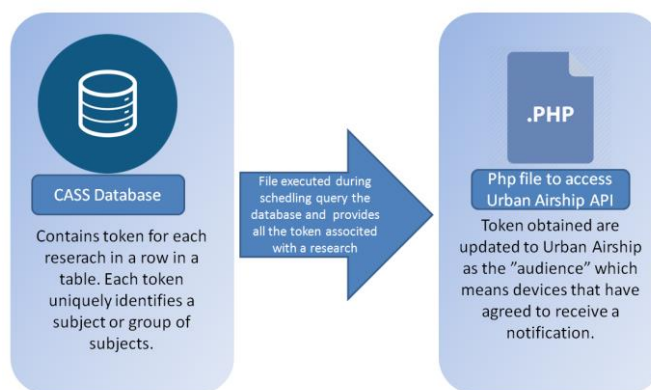 CASS Database
Contains token for each
reserach in a row in a
table. Each token
uniquely identifies a
subject or group of
subjects.
File executed during
schedling query the
database and provides
all the token associted
with a research
.PHP
Php file to access
Urban Airship API
Token obtained are
updated to Urban Airship
as the ”audience” which
means devices that have
agreed to receive a
notification.